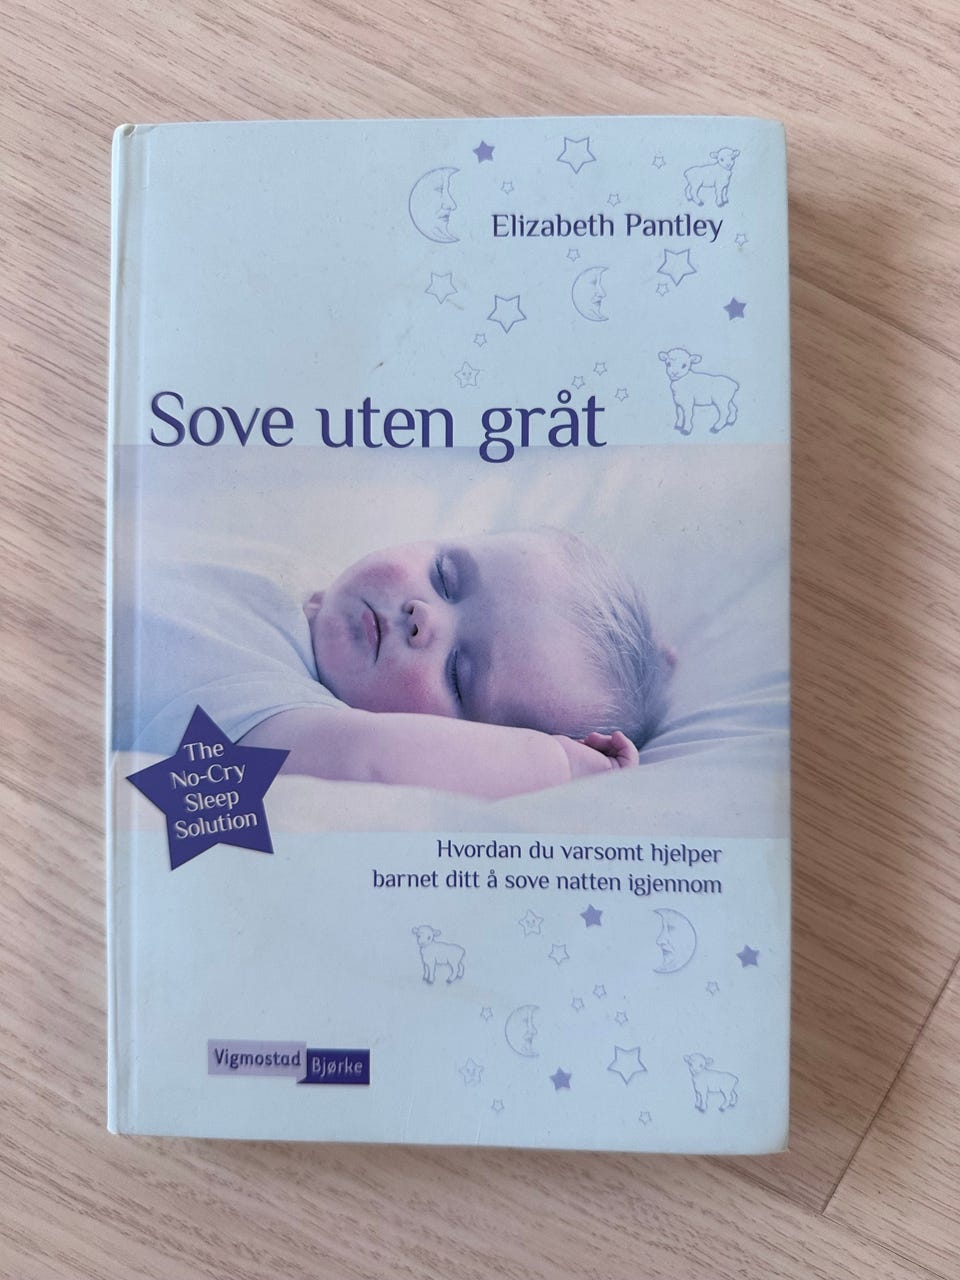 Elizabeth Pantley
Sove uten gråt
The
No-Cry
Sleep
Solution
Hvordan du varsomt hjelper
barnet ditt å sove natten igjennom
Vigmostad Bjørke